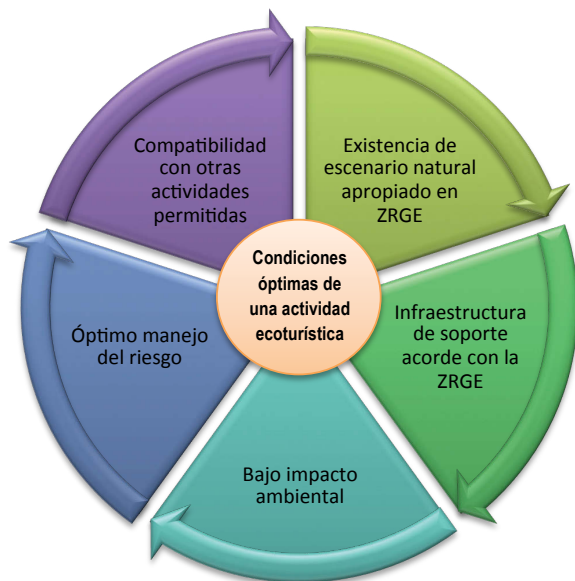 Condiciones
óptimas de
una actividad
ecoturística
Existencia de
escenario natural
apropiado en
ZRGE
Infraestructura
de soporte
acorde con la
ZRGE
Bajo impacto
ambiental
Óptimo manejo
del riesgo
Compatibilidad
con otras
actividades
permitidas